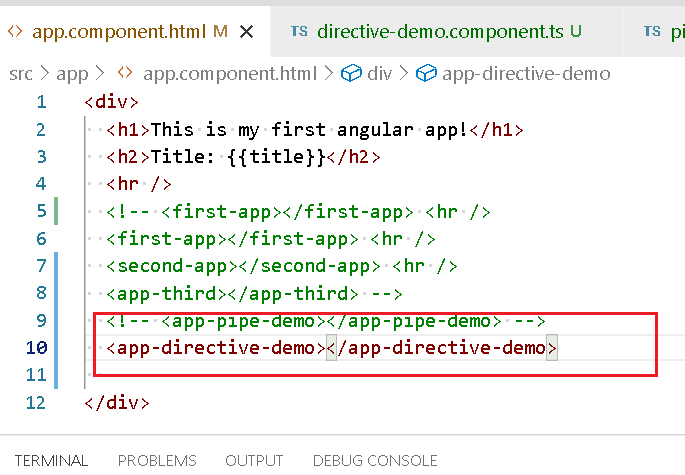 <> app.component.html M ×
TS directive-demo.component.ts U
TS pi
src > app > <> app.component.html > div > app-directive-demo
1 <div>
2 <h1>This is my first angular app!</h1>
3 <h2>Title: {{title}}</h2>
4 <hr />
5 <!-- <first-app></first-app> <hr />
6 <first-app></first-app> <hr />
7 <second-app></second-app> <hr />
8 <app-third></app-third> -->
9 <!-- <app-pipe-demo></app-pipe-demo> -->
10 <app-directive-demo></app-directive-demo>
11
12 </div>
TERMINAL PROBLEMS OUTPUT DEBUG CONSOLE